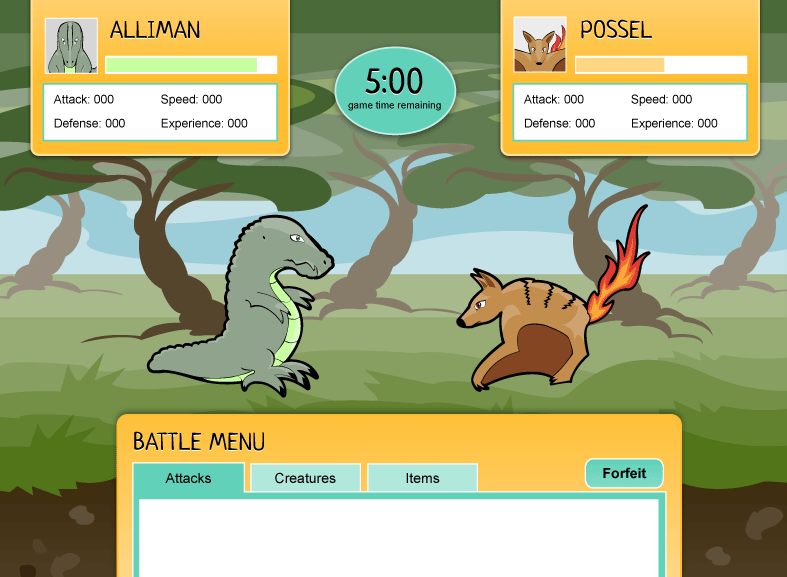 ALLIMAN
Attack: 000 Speed: 000
Defense: 000 Experience: 000
5:00
game time remaining
POSSEL
Attack: 000 Speed: 000
Defense: 000 Experience: 000
BATTLE MENU
Attacks Creatures Items Forfeit